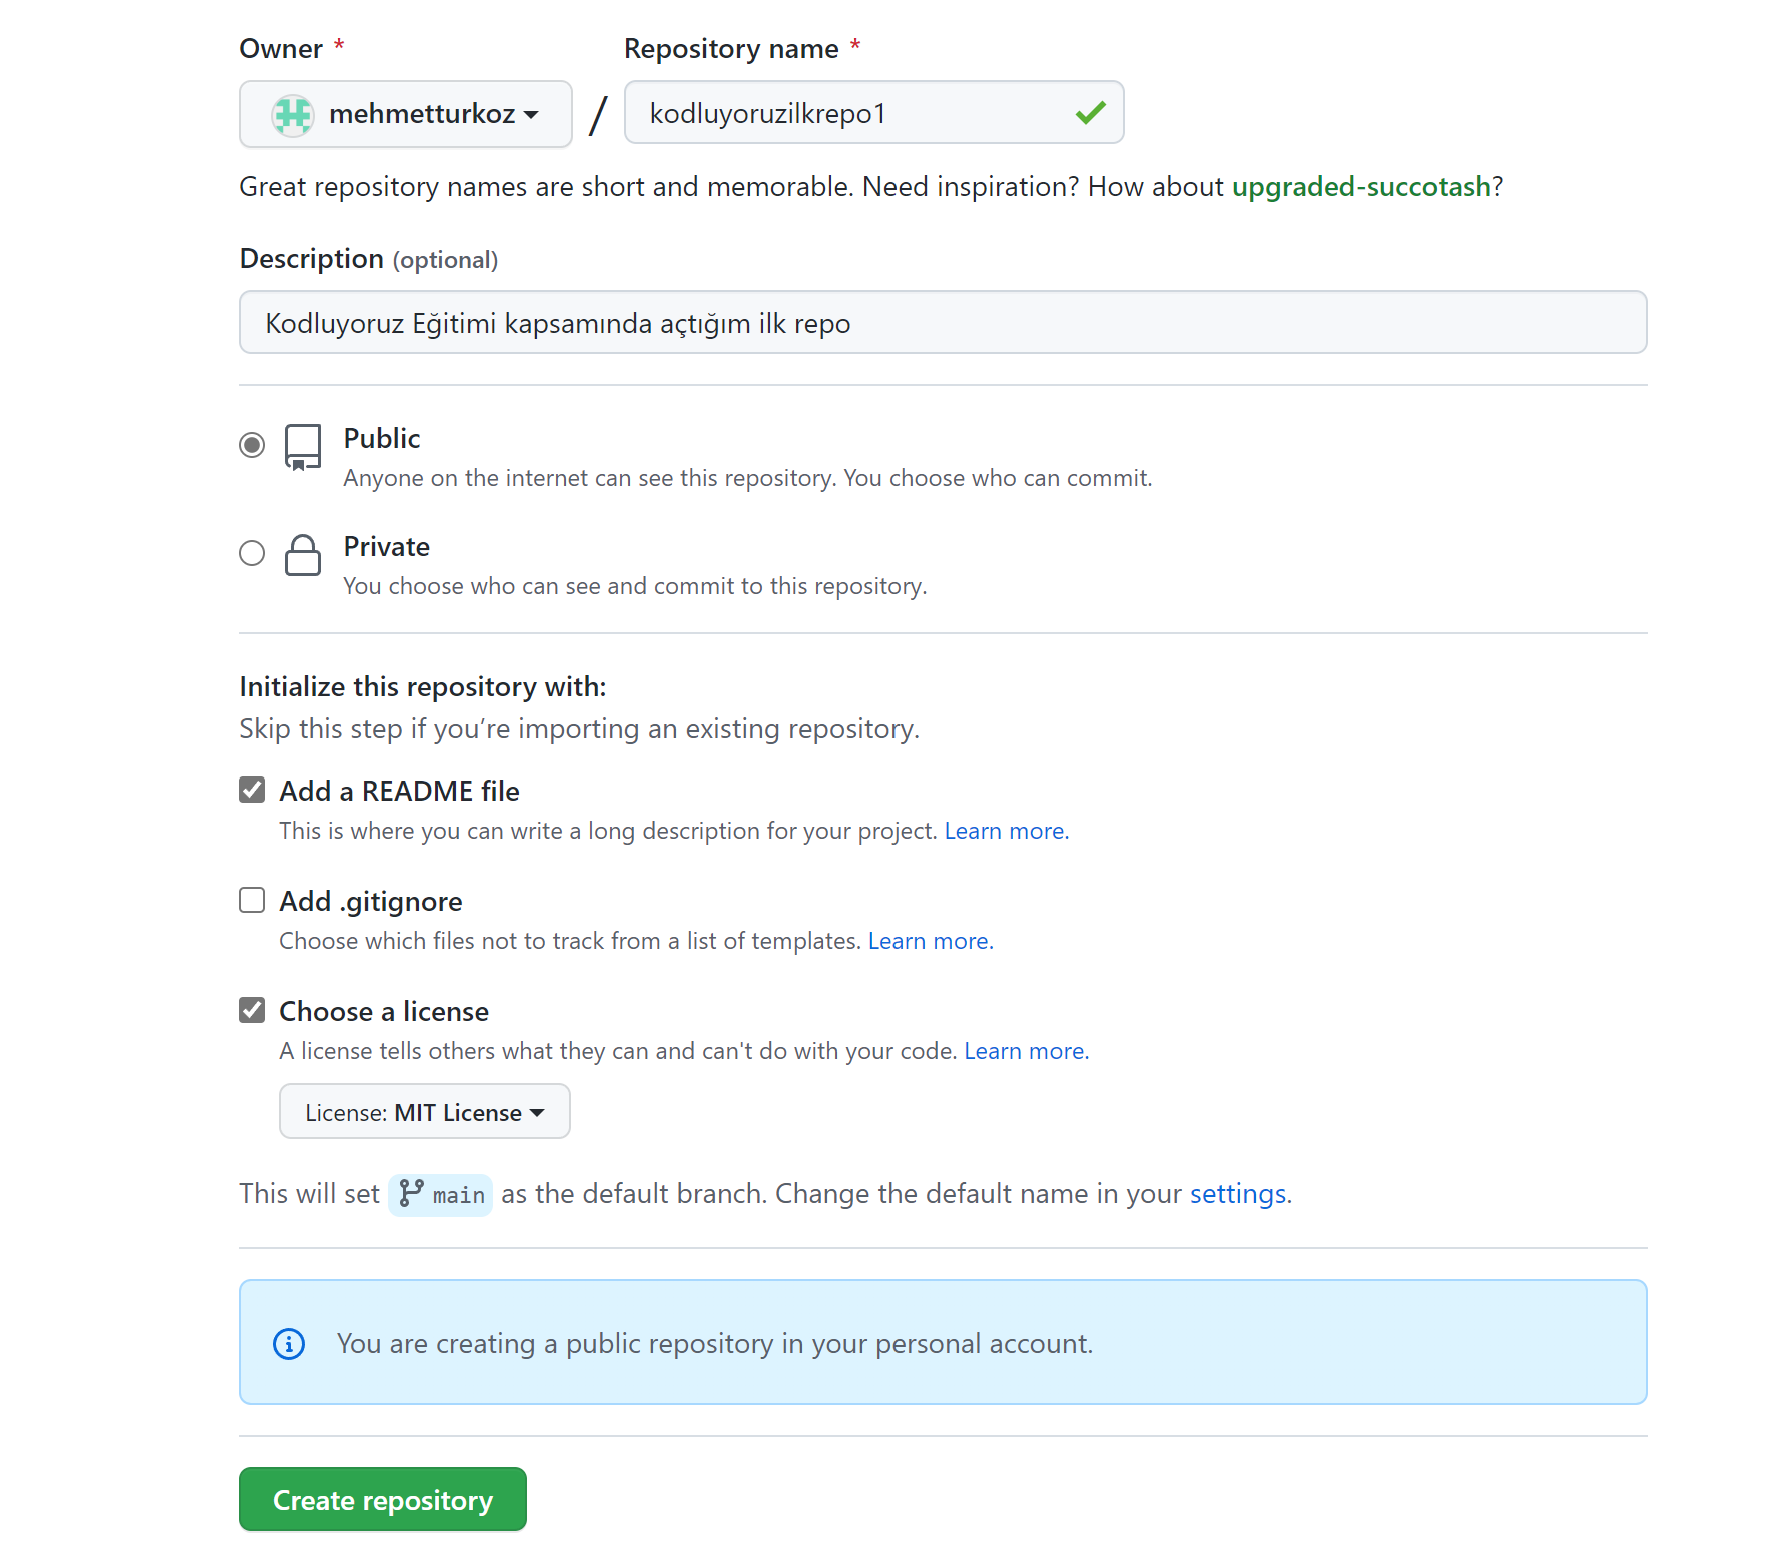 Owner *
Repository name *
mehmetturkoz / kodluyoruzilkrepo1
Great repository names are short and memorable. Need inspiration? How about upgraded-succotash?
Description (optional)
Kodluyoruz Eğitimi kapsamında açtığım ilk repo
Public
Anyone on the internet can see this repository. You choose who can commit.
Private
You choose who can see and commit to this repository.
Initialize this repository with:
Skip this step if you’re importing an existing repository.
Add a README file
This is where you can write a long description for your project. Learn more.
Add .gitignore
Choose which files not to track from a list of templates. Learn more.
Choose a license
A license tells others what they can and can't do with your code. Learn more.
License: MIT License
This will set main as the default branch. Change the default name in your settings.
You are creating a public repository in your personal account.
Create repository